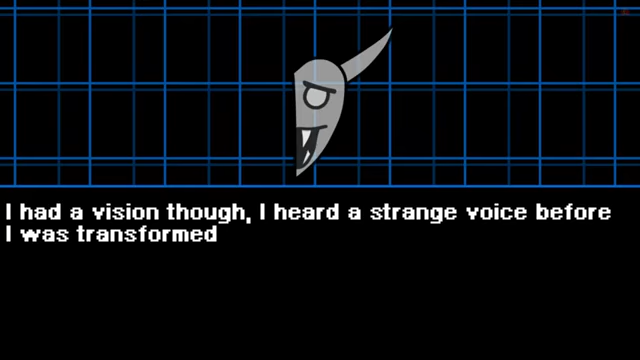 I had a vision though, I heard a strange voice before
I was transformed